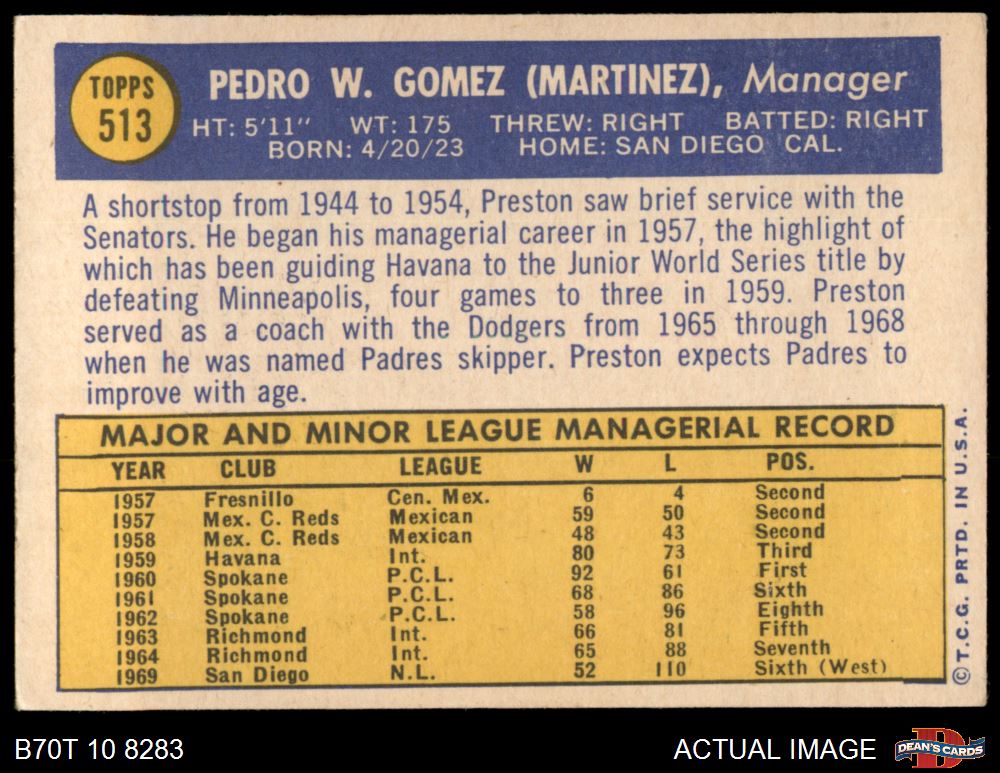 TOPPS
513
PEDRO W. GOMEZ (MARTINEZ), Manager
HT: 5'11" WT: 175 THREW: RIGHT BATTED: RIGHT
BORN: 4/20/23 HOME: SAN DIEGO CAL.
A shortstop from 1944 to 1954, Preston saw brief service with the
Senators. He began his managerial career in 1957, the highlight of
which has been guiding Havana to the Junior World Series title by
defeating Minneapolis, four games to three in 1959. Preston
served as a coach with the Dodgers from 1965 through 1968
when he was named Padres skipper. Preston expects Padres to
improve with age.
MAJOR AND MINOR LEAGUE MANAGERIAL RECORD
YEAR CLUB LEAGUE W L POS.
1957 Fresnillo Cen. Mex. 6 4 Second
1957 Mex. C. Reds Mexican 59 50 Second
1958 Mex. C. Reds Mexican 48 43 Second
1959 Havana Int. 80 73 Third
1960 Spokane P.C.L. 92 61 First
1961 Spokane P.C.L. 68 86 Sixth
1962 Spokane P.C.L. 58 96 Eighth
1963 Richmond Int. 66 81 Fifth
1964 Richmond Int. 65 88 Seventh
1969 San Diego N.L. 52 110 Sixth (West)
© T.C.G. PRTD. IN U.S.A.
B70T 10 8283
ACTUAL IMAGE
D
DEAN'S CARDS